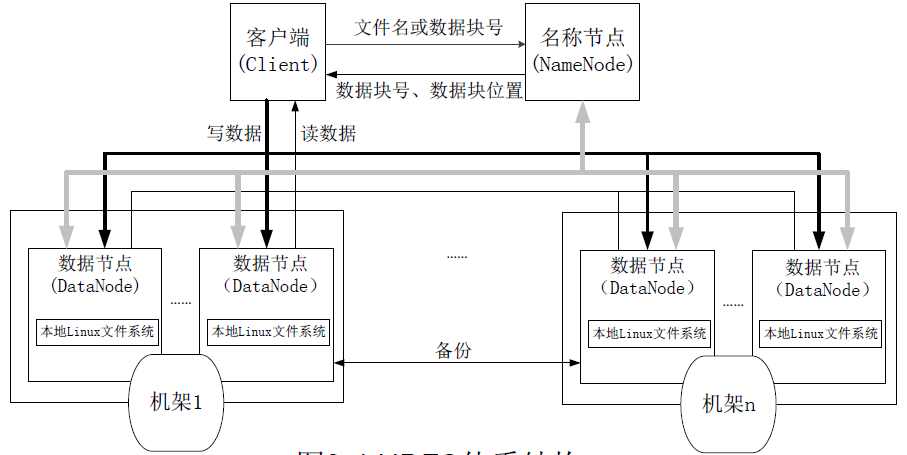 客户端
(Client)
文件名或数据块号
名称节点
(NameNode)
数据块号、数据块位置
写数据
读数据
数据节点
(DataNode)
……
数据节点
（DataNode）
本地Linux文件系统
本地Linux文件系统
机架1
……
备份
数据节点
（DataNode）
……
数据节点
（DataNode）
本地Linux文件系统
本地Linux文件系统
机架n